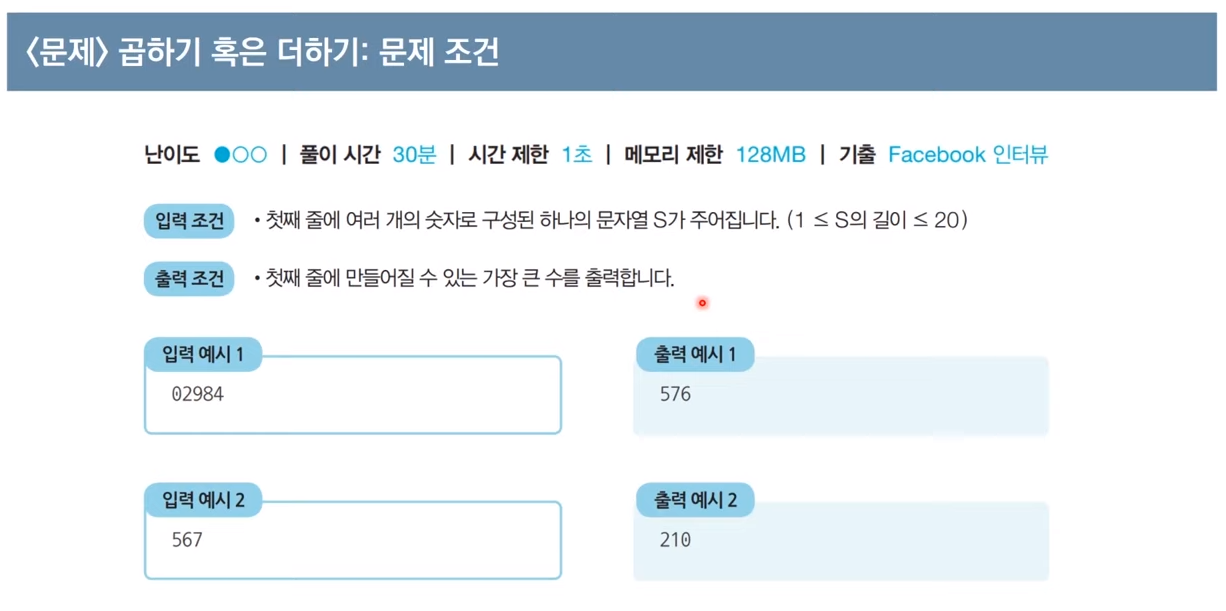 〈문제〉 곱하기 혹은 더하기: 문제 조건
난이도 ●○○ | 풀이 시간 30분 | 시간 제한 1초 | 메모리 제한 128MB | 기출 Facebook 인터뷰
입력 조건 • 첫째 줄에 여러 개의 숫자로 구성된 하나의 문자열 S가 주어집니다. (1 ≤ S의 길이 ≤ 20)
출력 조건 • 첫째 줄에 만들어질 수 있는 가장 큰 수를 출력합니다.
입력 예시 1
02984
출력 예시 1
576
입력 예시 2
567
출력 예시 2
210